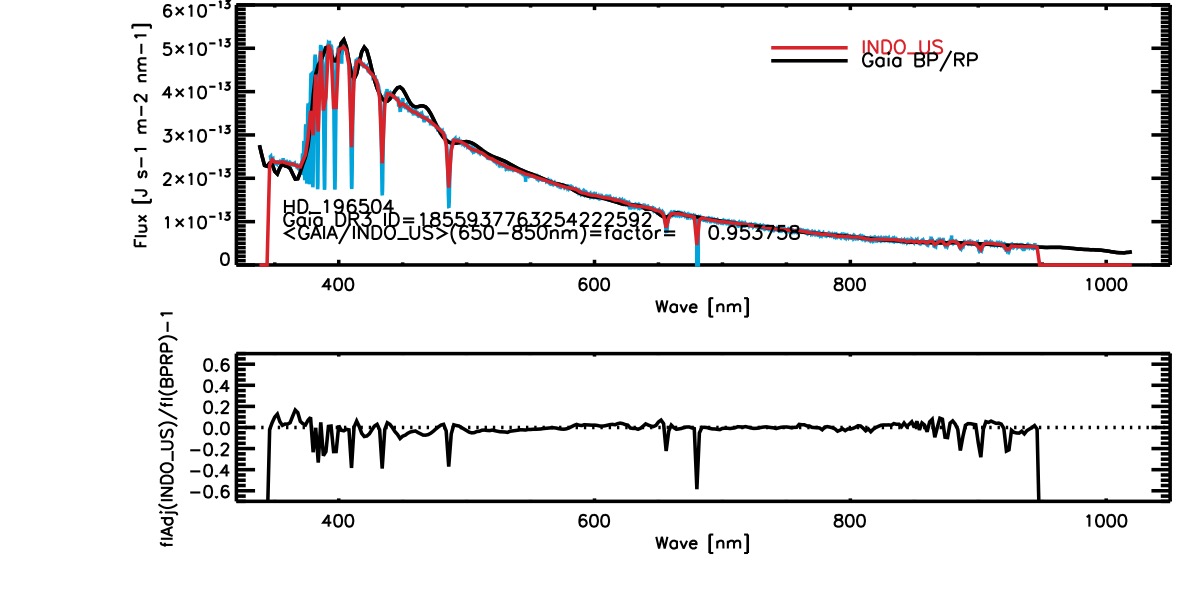 6×10⁻¹³
5×10⁻¹³
4×10⁻¹³
3×10⁻¹³
2×10⁻¹³
1×10⁻¹³
0
Flux [J s−1 m−2 nm−1]
INDO_US
Gaia BP/RP
HD_196504
Gaia DR3 ID=1855937763254222592
<GAIA/INDO_US>(650−850nm)=factor= 0.953758
400 600 800 1000
Wave [nm]
0.6
0.4
0.2
0.0
−0.2
−0.4
−0.6
flAdj(INDO_US)/fl(BPRP)−1
400 600 800 1000
Wave [nm]